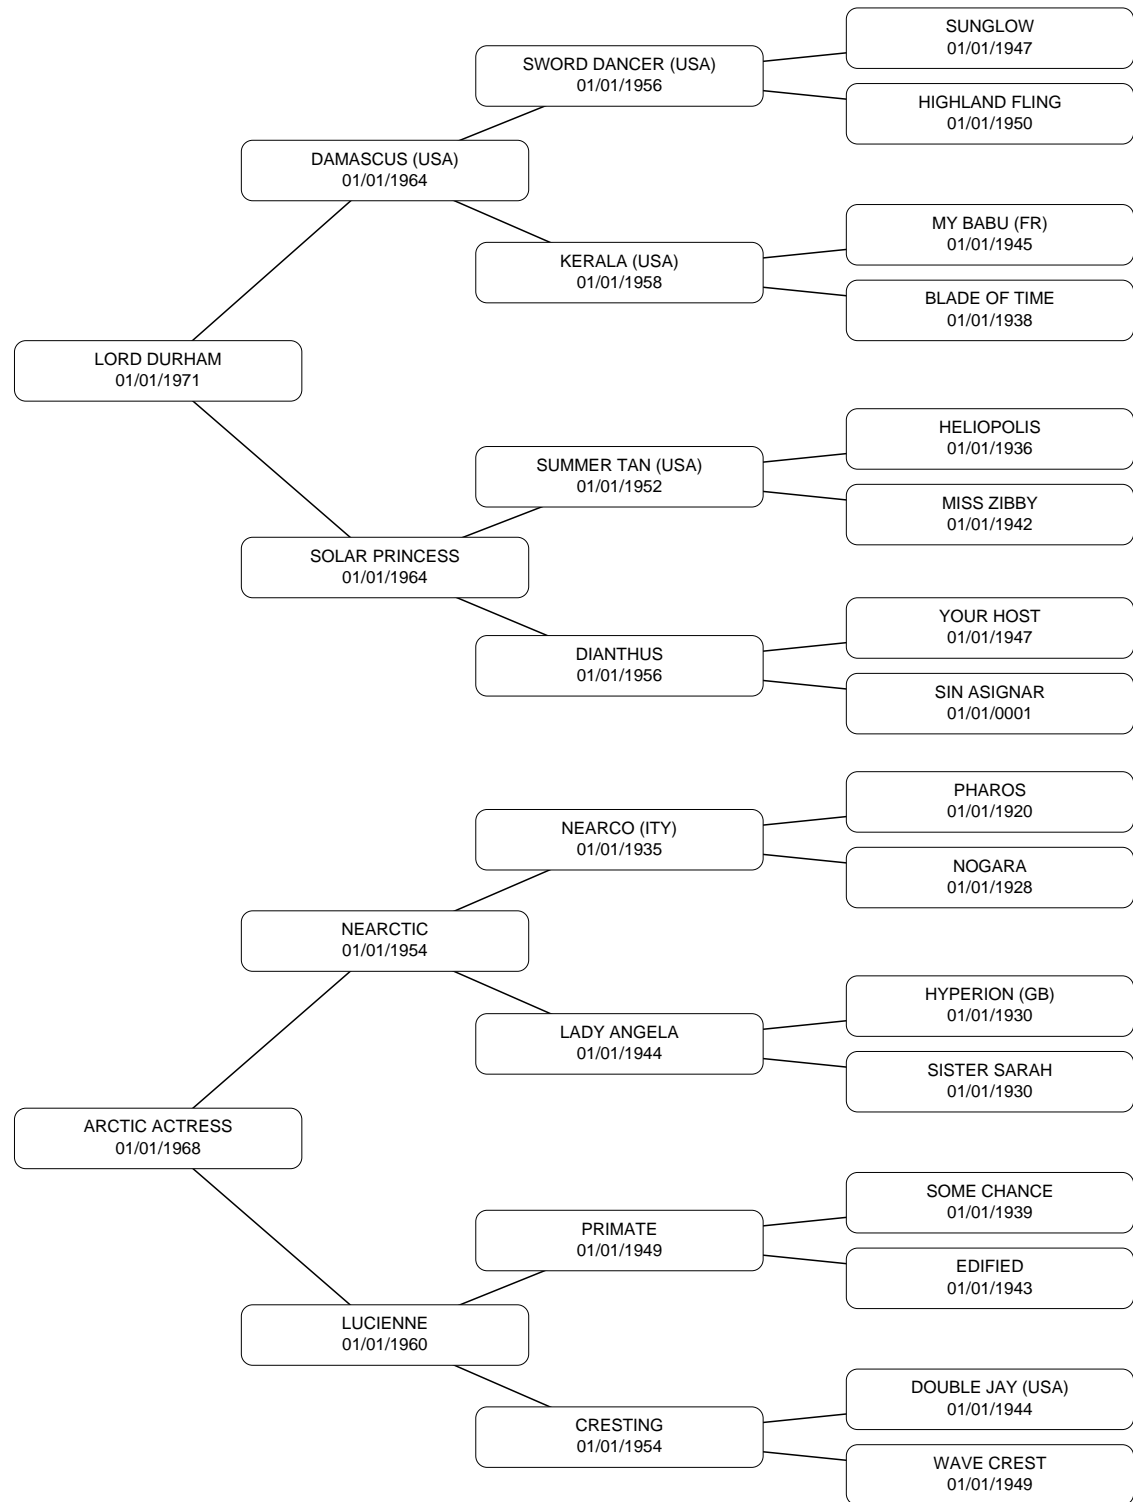 SUNGLOW
01/01/1947
SWORD DANCER (USA)
01/01/1956
HIGHLAND FLING
01/01/1950
DAMASCUS (USA)
01/01/1964
MY BABU (FR)
01/01/1945
KERALA (USA)
01/01/1958
BLADE OF TIME
01/01/1938
LORD DURHAM
01/01/1971
HELIOPOLIS
01/01/1936
SUMMER TAN (USA)
01/01/1952
MISS ZIBBY
01/01/1942
SOLAR PRINCESS
01/01/1964
YOUR HOST
01/01/1947
DIANTHUS
01/01/1956
SIN ASIGNAR
01/01/0001
PHAROS
01/01/1920
NEARCO (ITY)
01/01/1935
NOGARA
01/01/1928
NEARCTIC
01/01/1954
HYPERION (GB)
01/01/1930
LADY ANGELA
01/01/1944
SISTER SARAH
01/01/1930
ARCTIC ACTRESS
01/01/1968
SOME CHANCE
01/01/1939
PRIMATE
01/01/1949
EDIFIED
01/01/1943
LUCIENNE
01/01/1960
DOUBLE JAY (USA)
01/01/1944
CRESTING
01/01/1954
WAVE CREST
01/01/1949